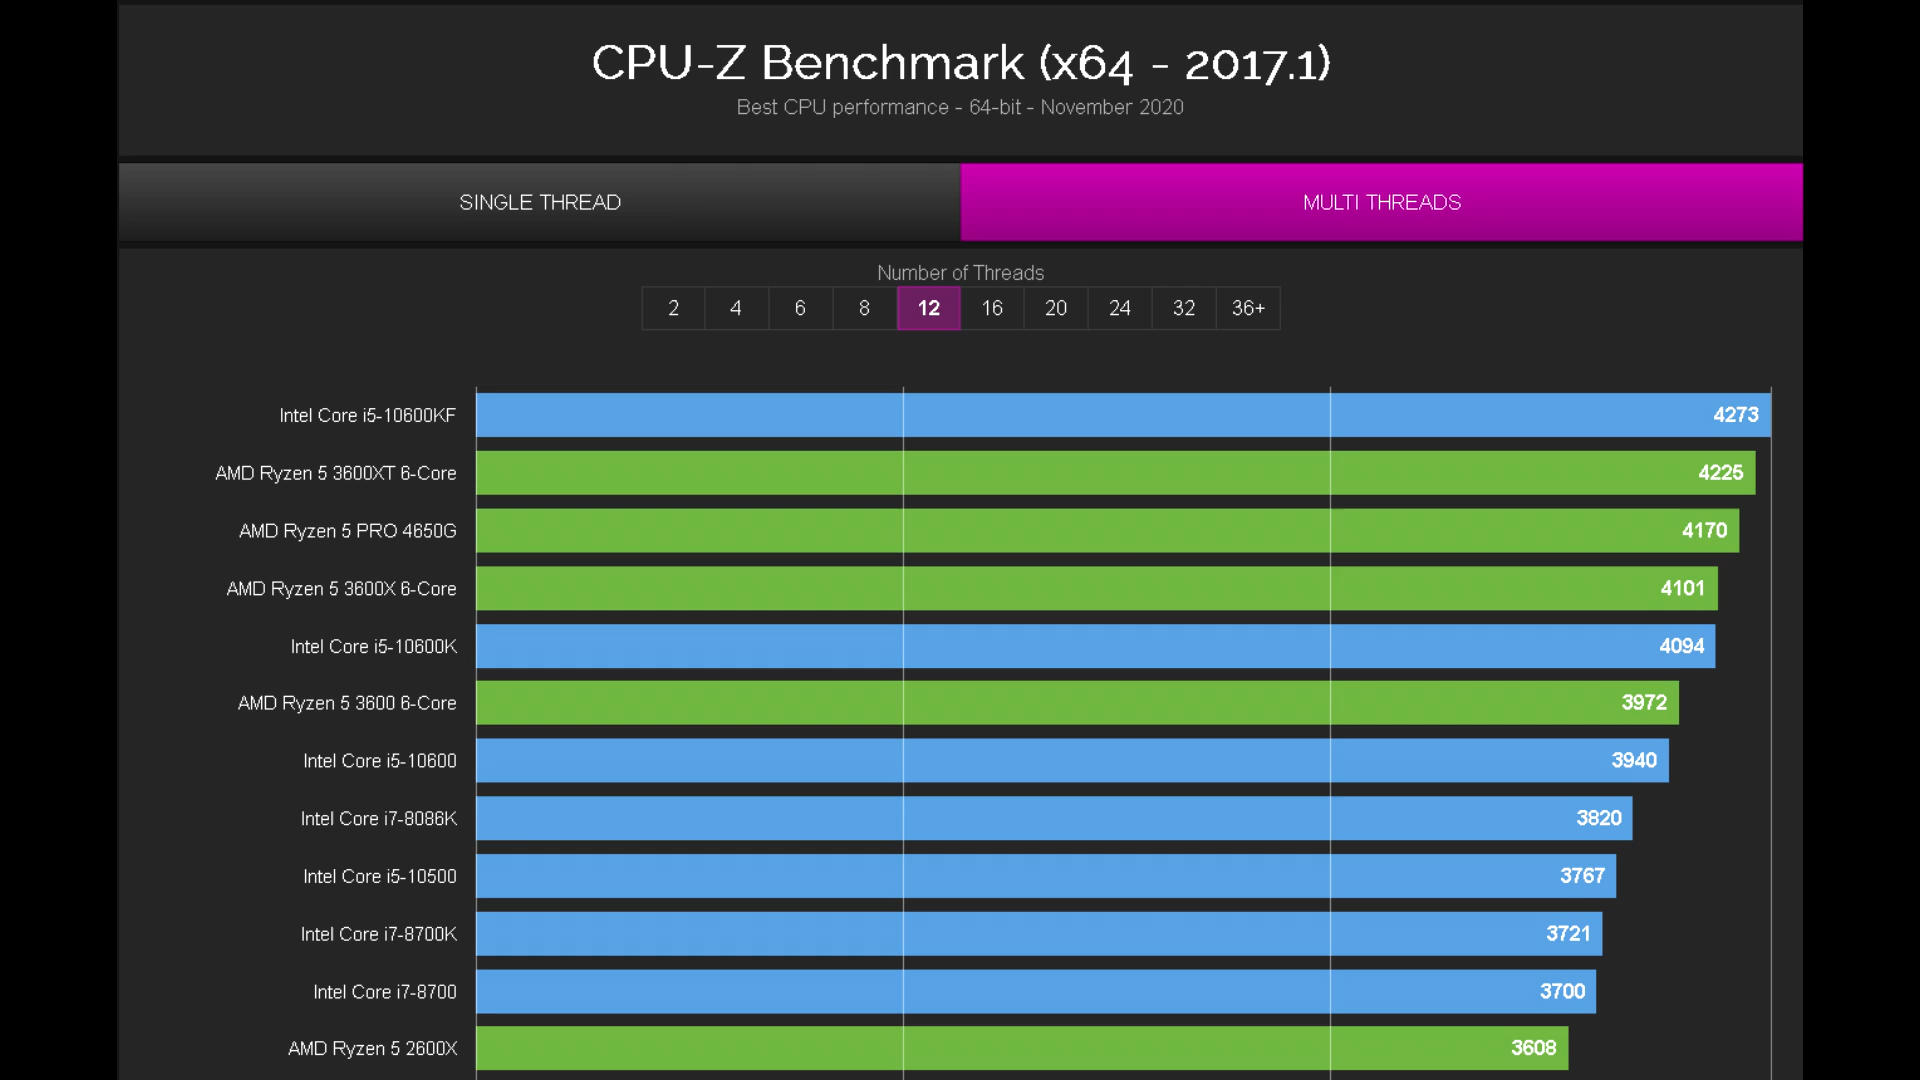 CPU-Z Benchmark (x64 - 2017.1)
Best CPU performance - 64-bit - November 2020
SINGLE THREAD MULTI THREADS
Number of Threads
2 4 6 8 12 16 20 24 32 36+
Intel Core i5-10600KF 4273
AMD Ryzen 5 3600XT 6-Core 4225
AMD Ryzen 5 PRO 4650G 4170
AMD Ryzen 5 3600X 6-Core 4101
Intel Core i5-10600K 4094
AMD Ryzen 5 3600 6-Core 3972
Intel Core i5-10600 3940
Intel Core i7-8086K 3820
Intel Core i5-10500 3767
Intel Core i7-8700K 3721
Intel Core i7-8700 3700
AMD Ryzen 5 2600X 3608